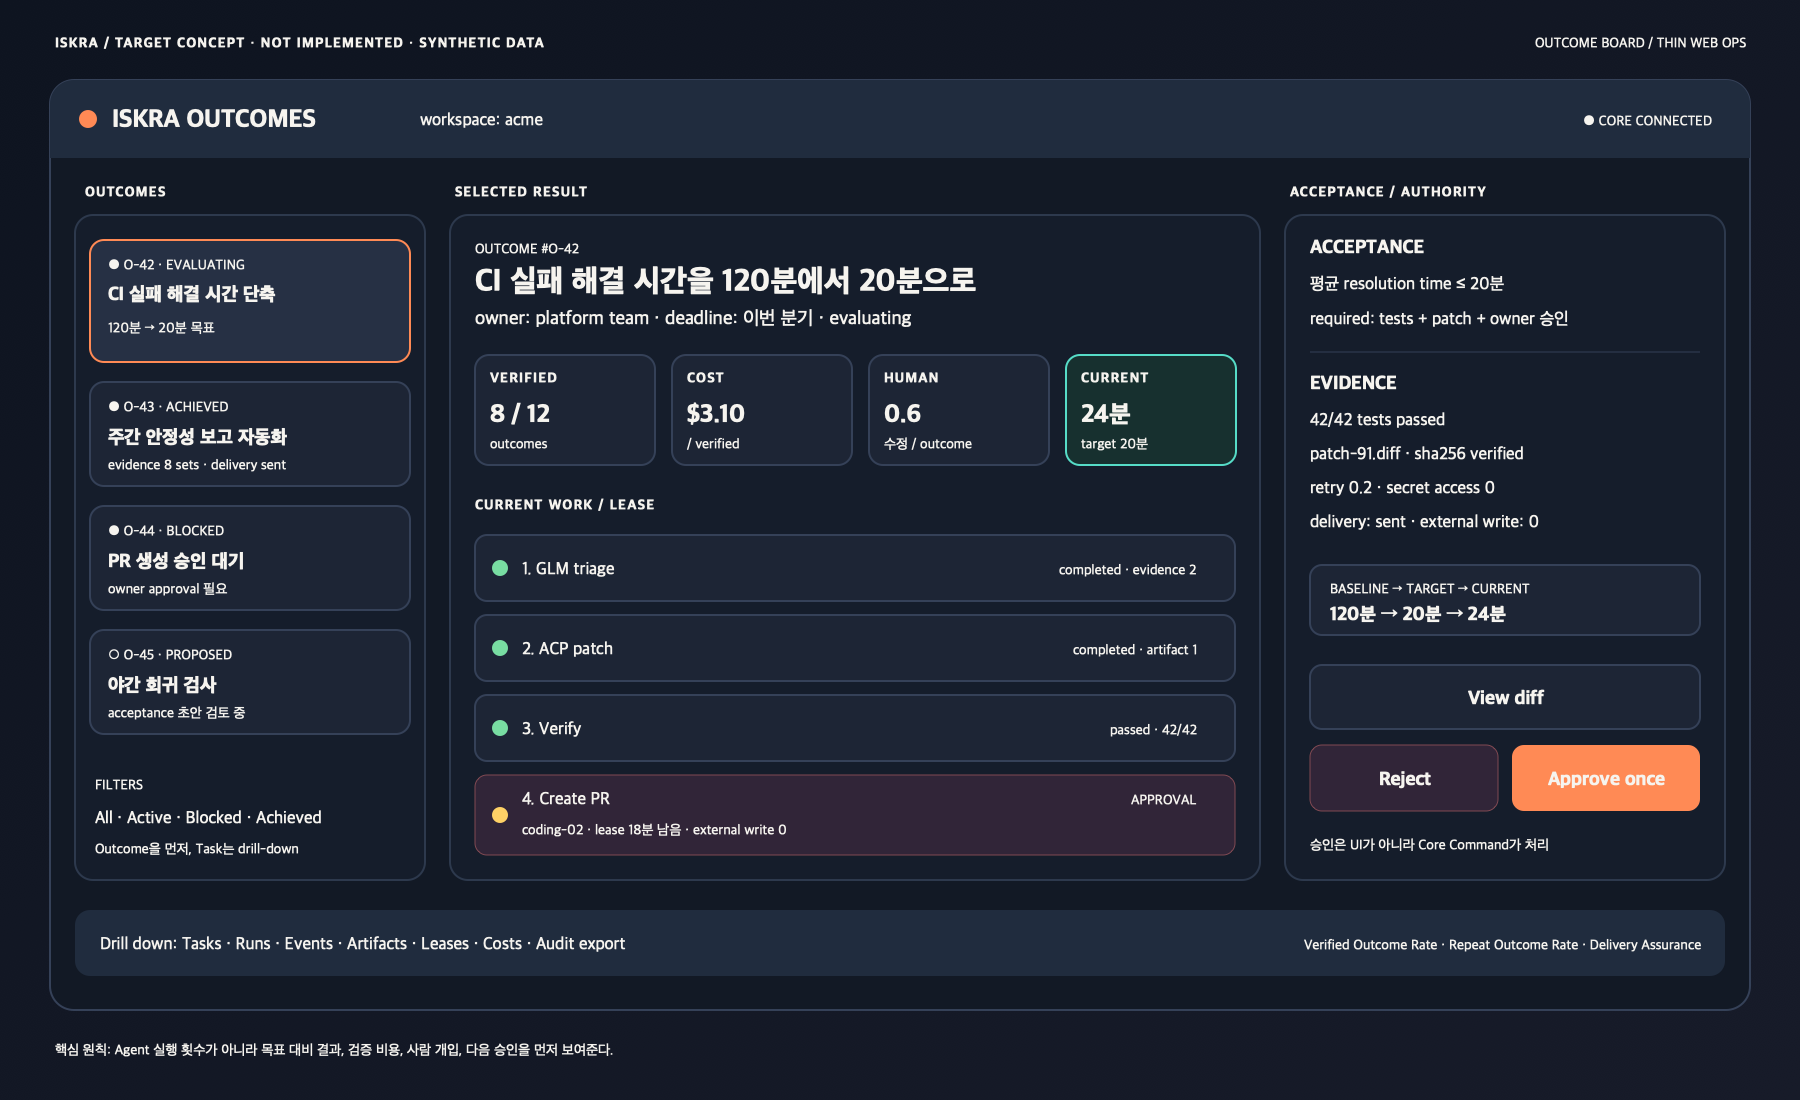 ISKRA / TARGET CONCEPT · NOT IMPLEMENTED · SYNTHETIC DATA
OUTCOME BOARD / THIN WEB OPS
ISKRA OUTCOMES
workspace: acme
CORE CONNECTED
OUTCOMES
O-42 · EVALUATING
CI 실패 해결 시간 단축
120분 → 20분 목표
O-43 · ACHIEVED
주간 안정성 보고 자동화
evidence 8 sets · delivery sent
O-44 · BLOCKED
PR 생성 승인 대기
owner approval 필요
O-45 · PROPOSED
야간 회귀 검사
acceptance 초안 검토 중
FILTERS
All · Active · Blocked · Achieved
Outcome을 먼저, Task는 drill-down
SELECTED RESULT
OUTCOME #O-42
CI 실패 해결 시간을 120분에서 20분으로
owner: platform team · deadline: 이번 분기 · evaluating
VERIFIED
8 / 12
outcomes
COST
$3.10
/ verified
HUMAN
0.6
수정 / outcome
CURRENT
24분
target 20분
CURRENT WORK / LEASE
1. GLM triage
completed · evidence 2
2. ACP patch
completed · artifact 1
3. Verify
passed · 42/42
4. Create PR
APPROVAL
coding-02 · lease 18분 남음 · external write 0
ACCEPTANCE / AUTHORITY
ACCEPTANCE
평균 resolution time ≤ 20분
required: tests + patch + owner 승인
EVIDENCE
42/42 tests passed
patch-91.diff · sha256 verified
retry 0.2 · secret access 0
delivery: sent · external write: 0
BASELINE → TARGET → CURRENT
120분 → 20분 → 24분
View diff
Reject
Approve once
승인은 UI가 아니라 Core Command가 처리
Drill down: Tasks · Runs · Events · Artifacts · Leases · Costs · Audit export
Verified Outcome Rate · Repeat Outcome Rate · Delivery Assurance
핵심 원칙: Agent 실행 횟수가 아니라 목표 대비 결과, 검증 비용, 사람 개입, 다음 승인을 먼저 보여준다.